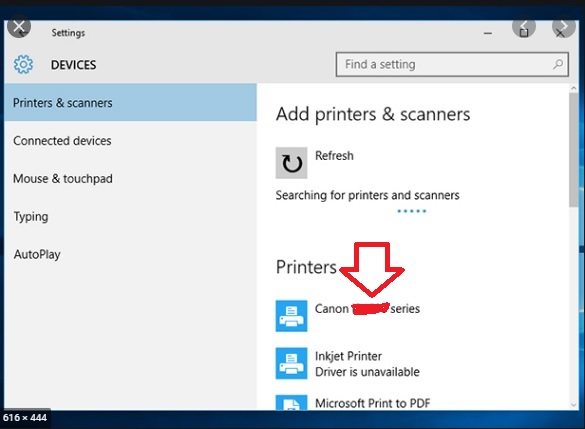 Settings
DEVICES
Find a setting
Printers & scanners
Connected devices
Mouse & touchpad
Typing
AutoPlay
Add printers & scanners
Refresh
Searching for printers and scanners
Printers
Canon series
Inkjet Printer
Driver is unavailable
Microsoft Print to PDF
616 × 444